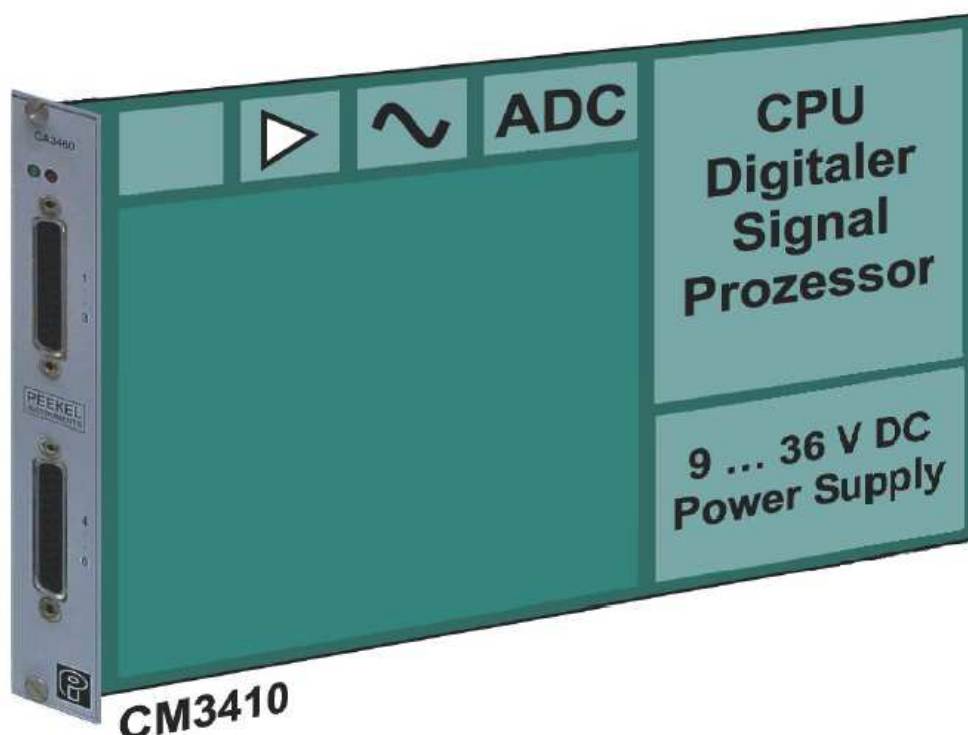 CA3460
1
3
PEEKEL
INSTRUMENTS
4
6
ADC
CPU
Digitaler
Signal
Prozessor
9 ... 36 V DC
Power Supply
CM3410